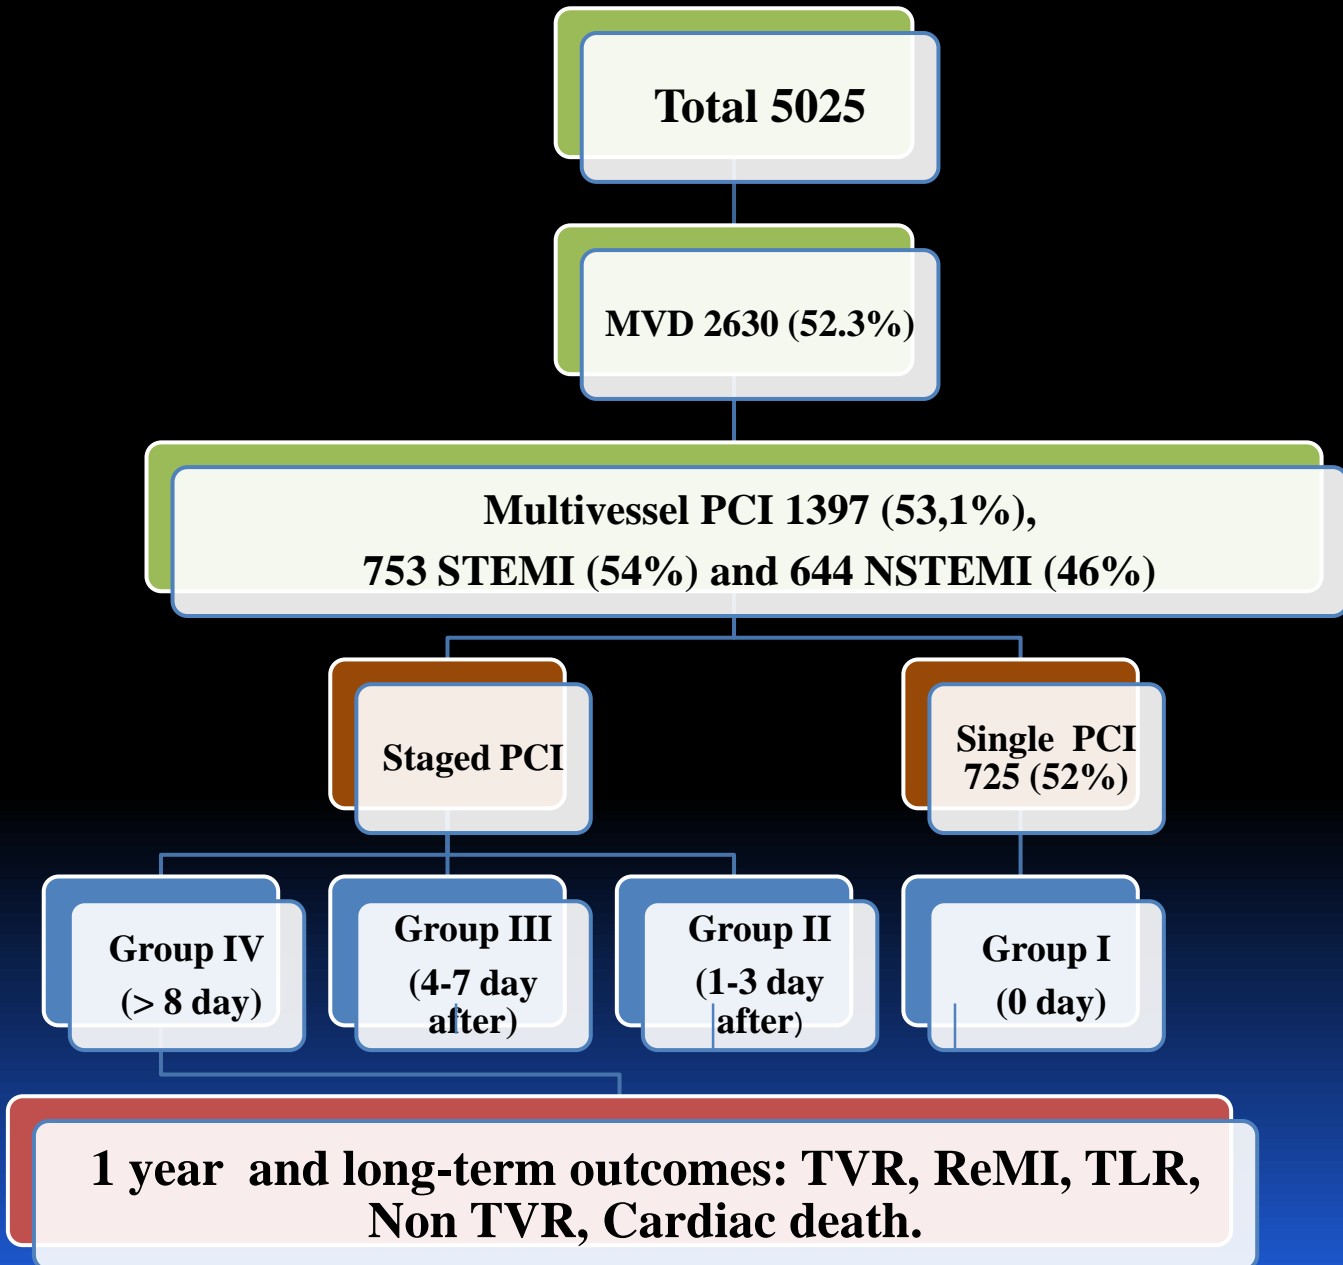 Total 5025
MVD 2630 (52.3%)
Multivessel PCI 1397 (53,1%),
753 STEMI (54%) and 644 NSTEMI (46%)
Staged PCI
Single PCI
725 (52%)
Group IV
(> 8 day)
Group III
(4-7 day
after)
Group II
(1-3 day
after)
Group I
(0 day)
1 year and long-term outcomes: TVR, ReMI, TLR,
Non TVR, Cardiac death.